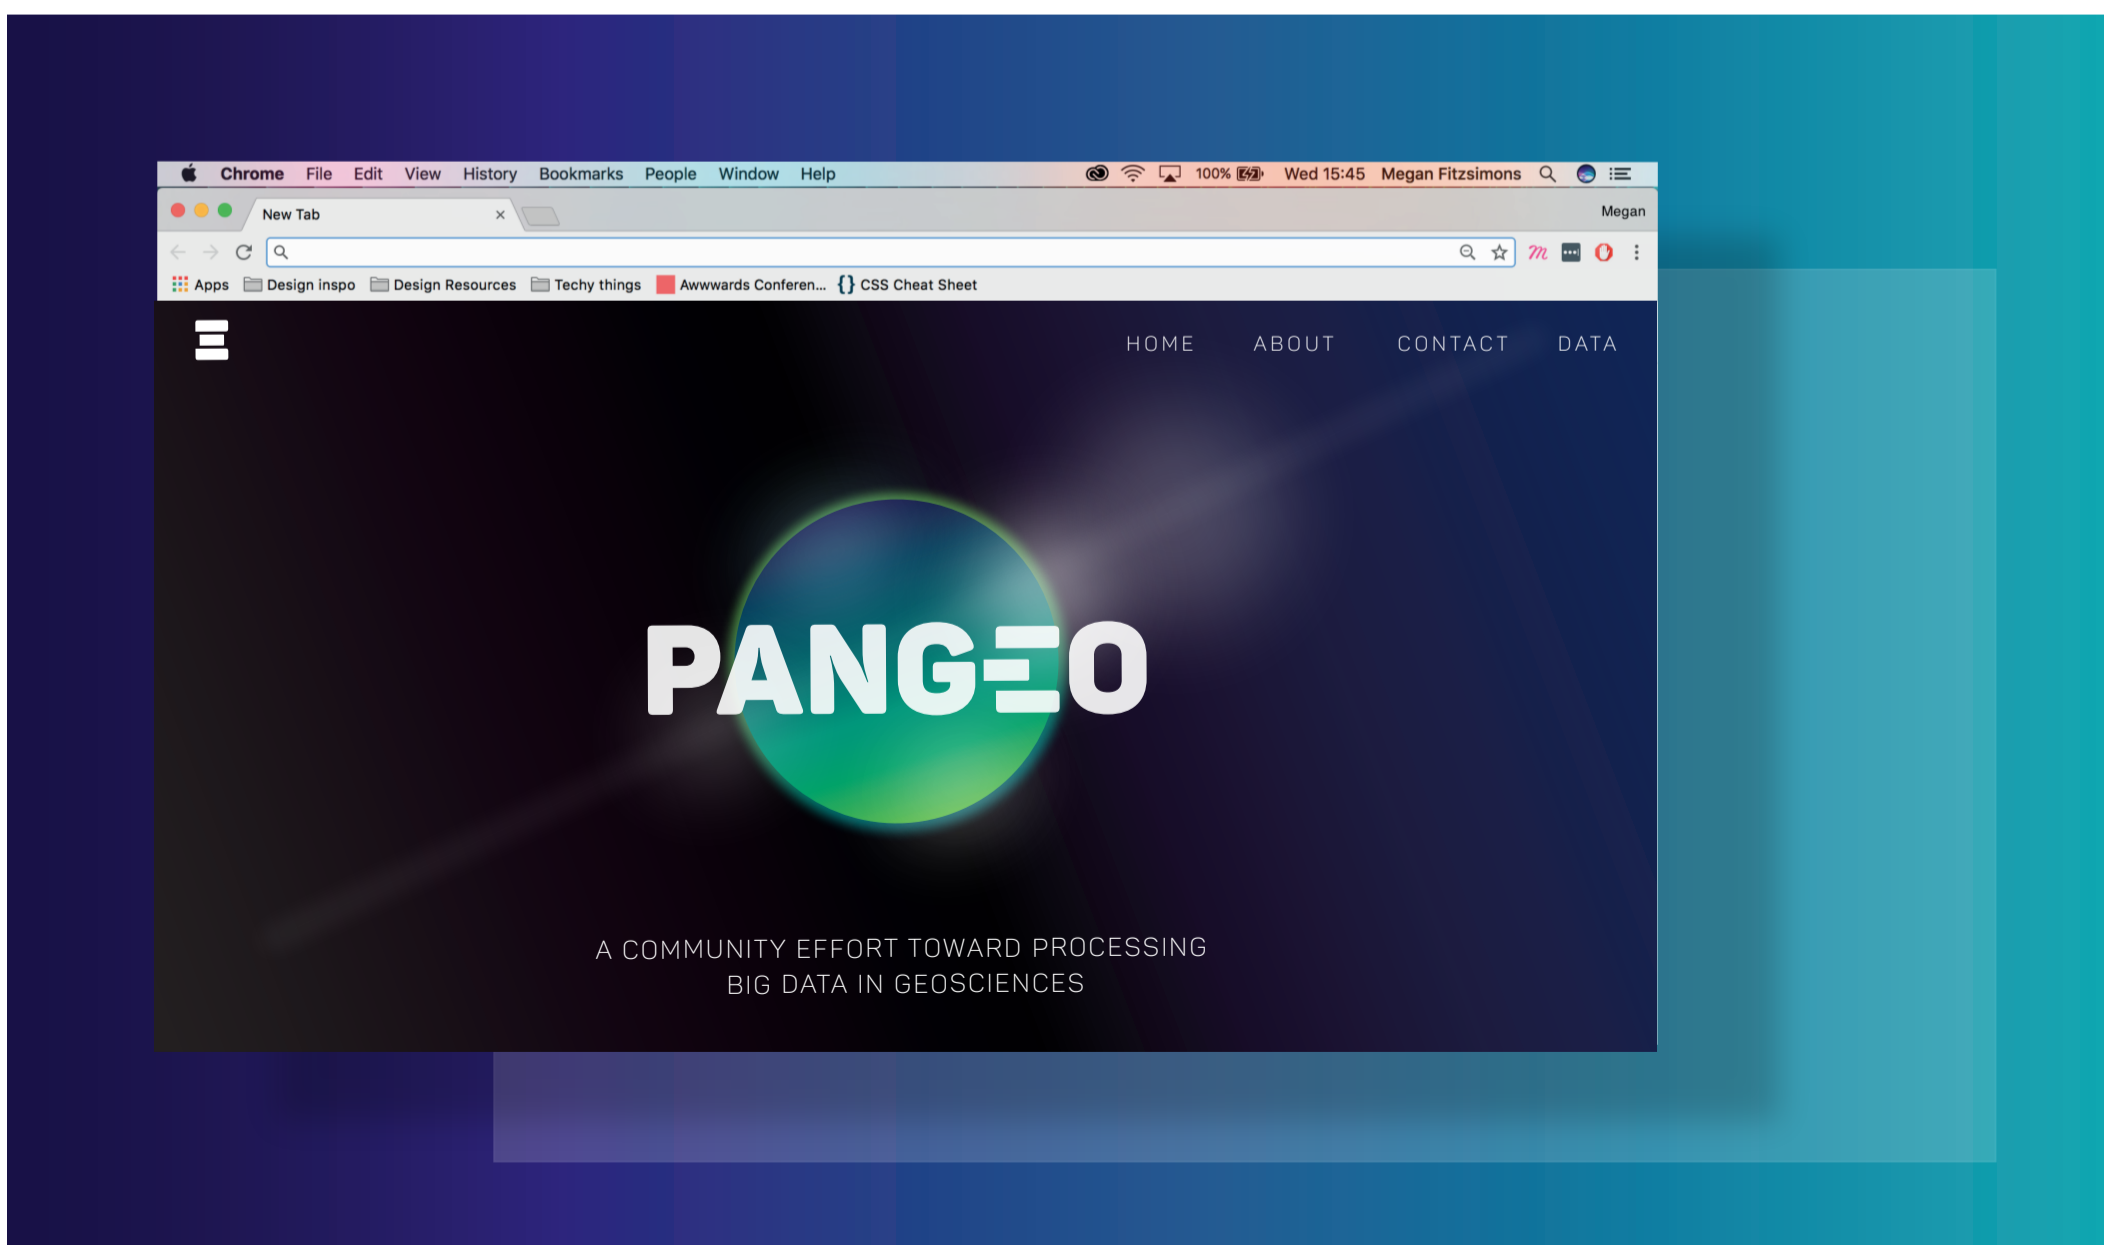 Chrome File Edit View History Bookmarks People Window Help 100% Wed 15:45 Megan Fitzsimons
New Tab Megan
Apps Design inspo Design Resources Techy things Awwwards Conferen... {} CSS Cheat Sheet
HOME ABOUT CONTACT DATA
PANGEO
A COMMUNITY EFFORT TOWARD PROCESSING
BIG DATA IN GEOSCIENCES